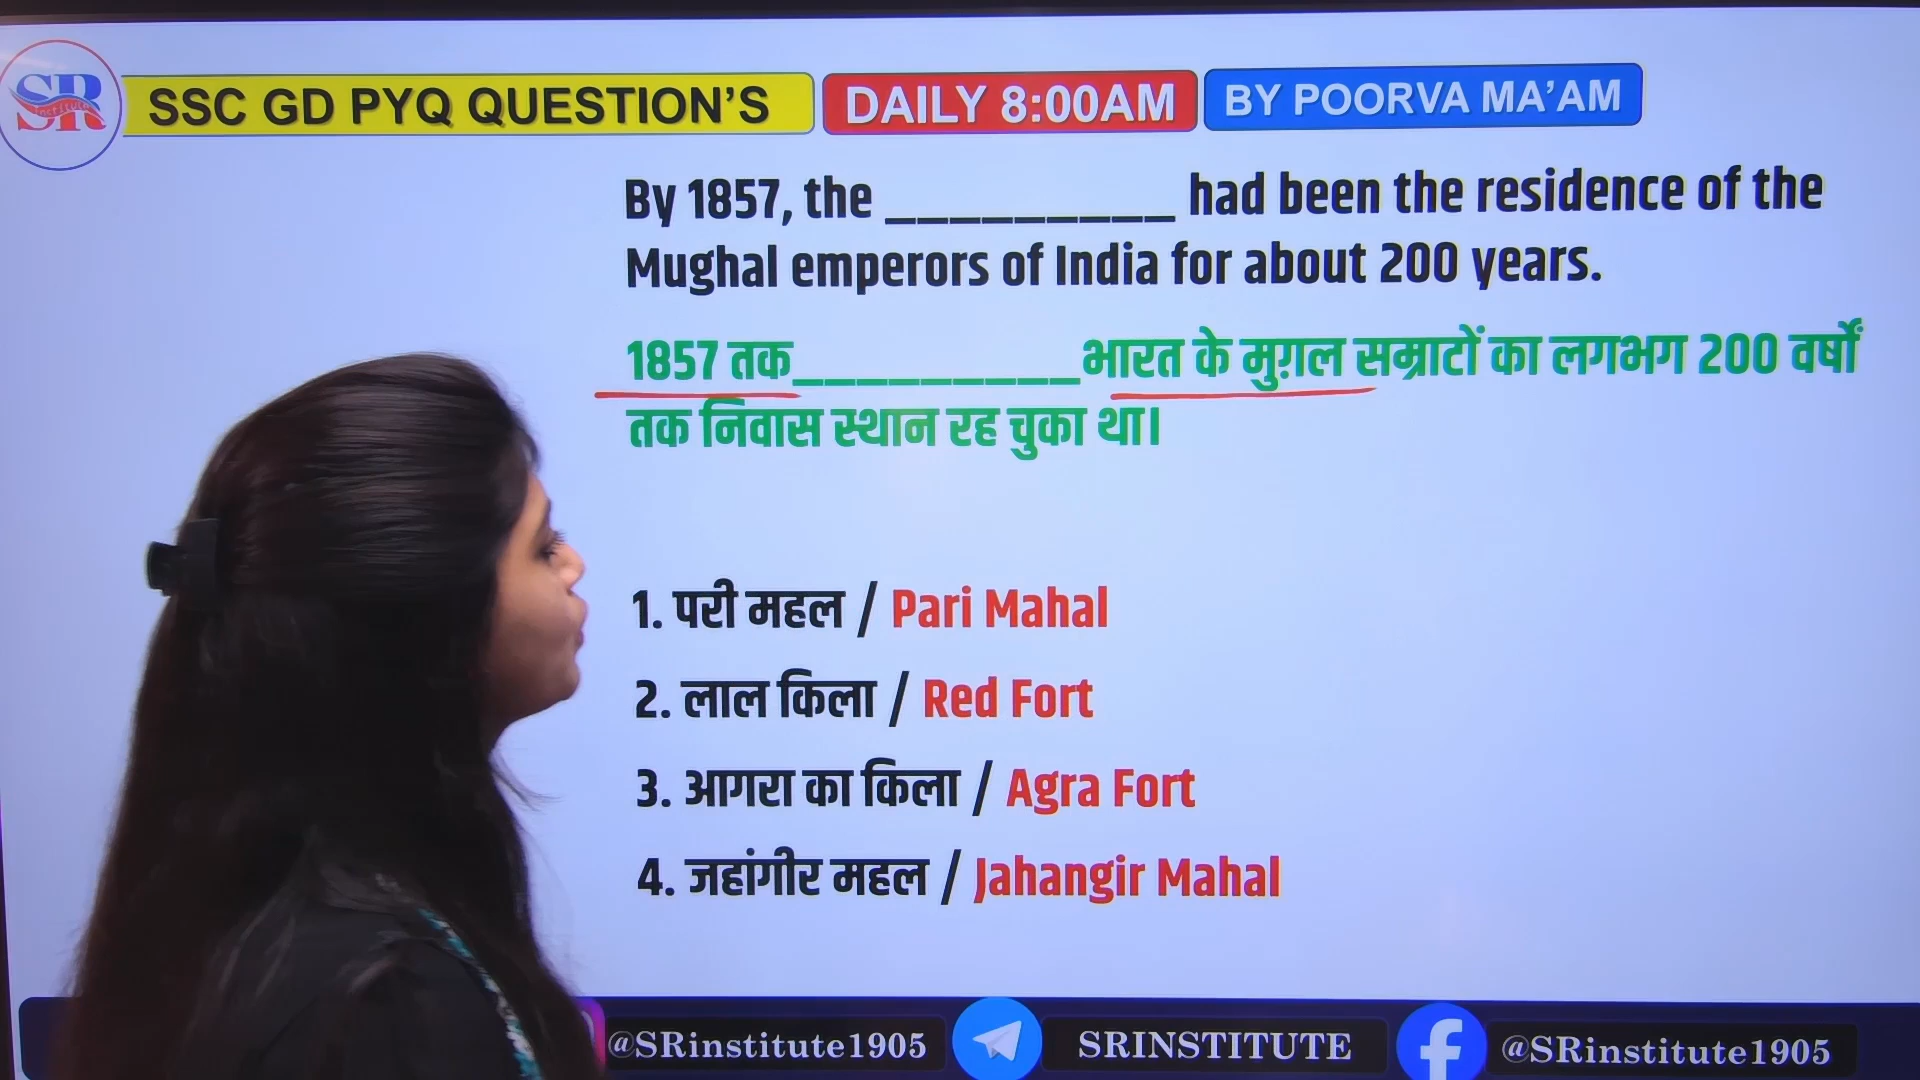 SR
Institute
SSC GD PYQ QUESTION’S
DAILY 8:00AM
BY POORVA MA’AM
By 1857, the _________ had been the residence of the
Mughal emperors of India for about 200 years.
1857 तक_________भारत के मुग़ल सम्राटों का लगभग 200 वर्षों
तक निवास स्थान रह चुका था।
1. परी महल / Pari Mahal
2. लाल किला / Red Fort
3. आगरा का किला / Agra Fort
4. जहांगीर महल / Jahangir Mahal
@SRinstitute1905
SRINSTITUTE
@SRinstitute1905